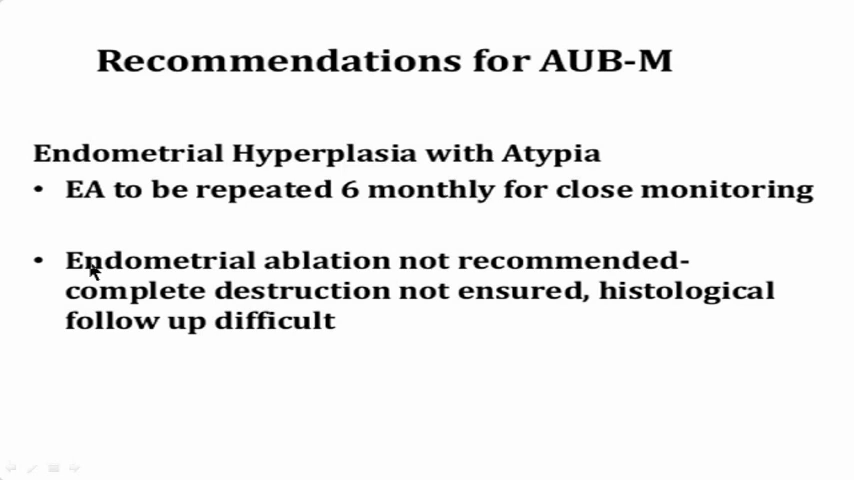 Recommendations for AUB-M
Endometrial Hyperplasia with Atypia
• EA to be repeated 6 monthly for close monitoring
• Endometrial ablation not recommended-
complete destruction not ensured, histological
follow up difficult